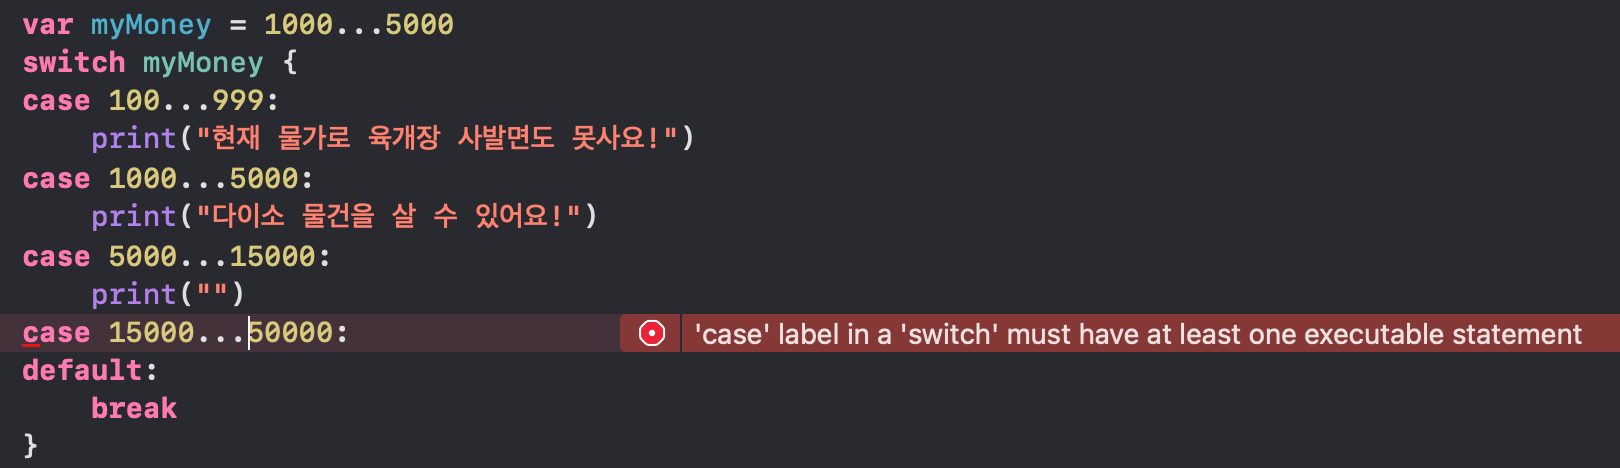 var myMoney = 1000...5000
switch myMoney {
case 100...999:
    print("현재 물가로 육개장 사발면도 못사요!")
case 1000...5000:
    print("다이소 물건을 살 수 있어요!")
case 5000...15000:
    print("")
case 15000...50000: 'case' label in a 'switch' must have at least one executable statement
default:
    break
}